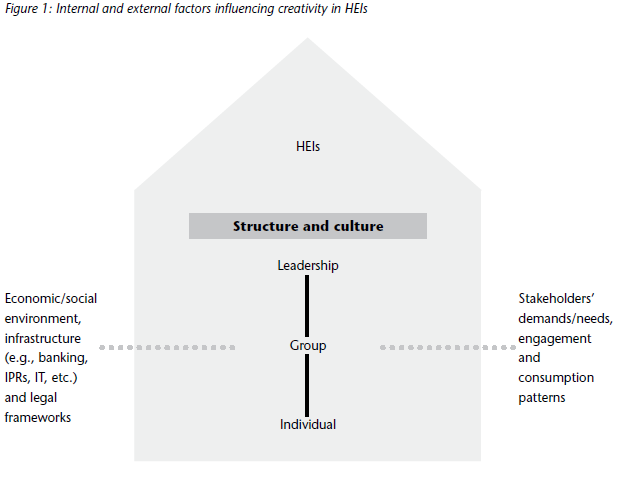 Figure 1: Internal and external factors influencing creativity in HEIs
HEIs
Structure and culture
Leadership
Group
Individual
Economic/social
environment,
infrastructure
(e.g., banking,
IPRs, IT, etc.)
and legal
frameworks
Stakeholders’
demands/needs,
engagement
and
consumption
patterns